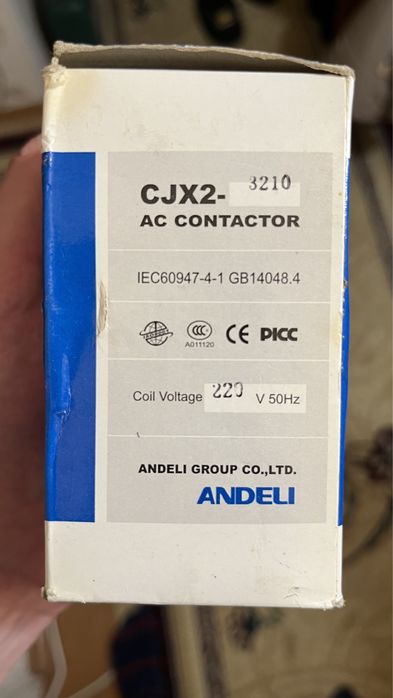 CJX2- 3210
AC CONTACTOR
IEC60947-4-1 GB14048.4
CCC
A011120
CE
PICC
Coil Voltage 220 V 50Hz
ANDELI GROUP CO.,LTD.
ANDELI